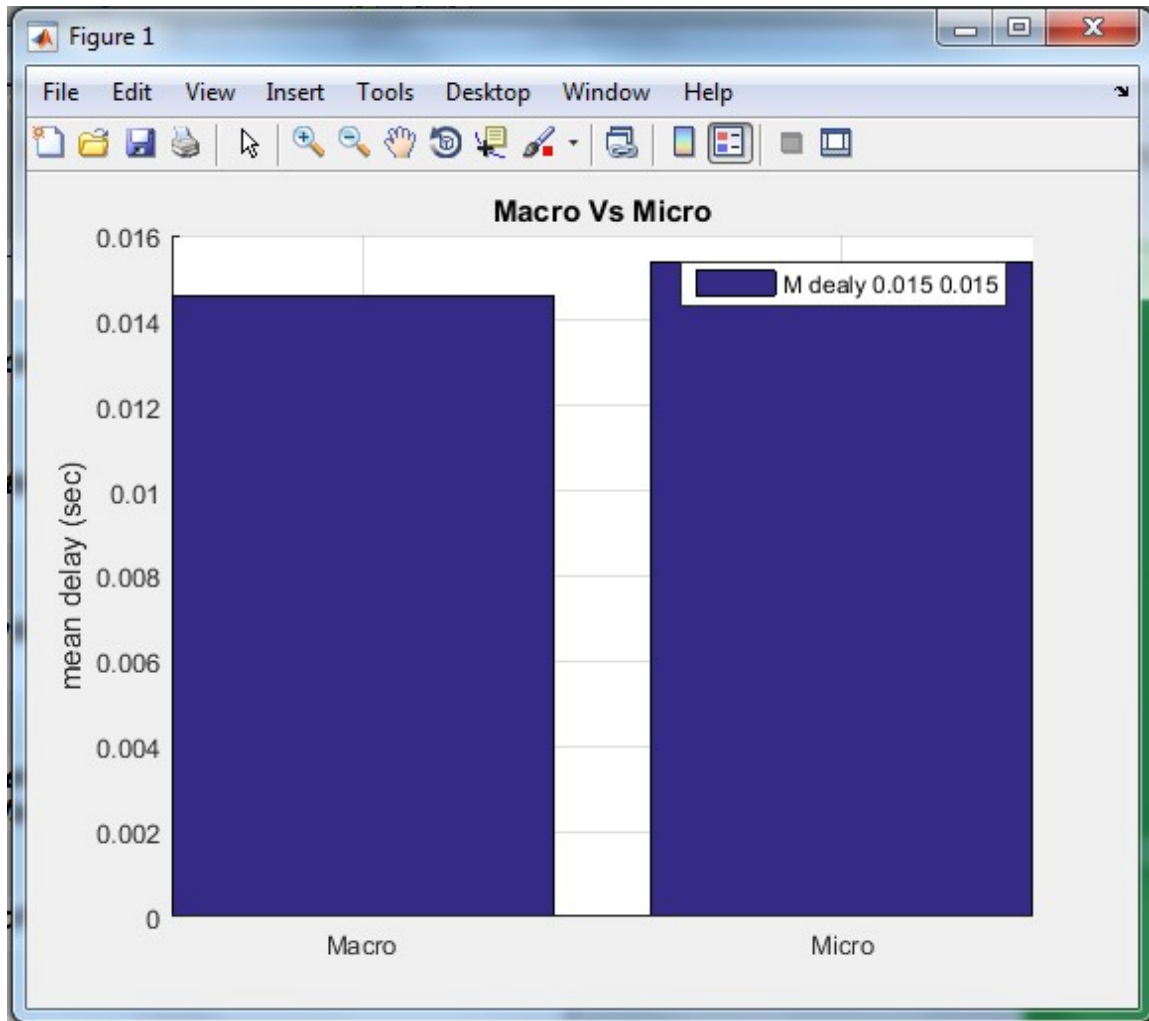 Figure 1
File Edit View Insert Tools Desktop Window Help
Macro Vs Micro
M dealy 0.015 0.015
mean delay (sec)
0.016
0.014
0.012
0.01
0.008
0.006
0.004
0.002
0
Macro Micro